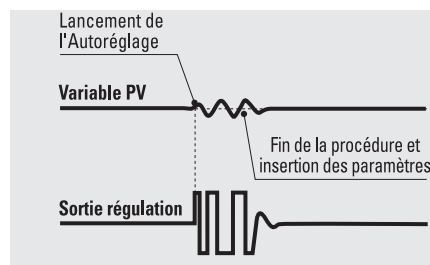 Lancement de
l'Autoréglage
Variable PV
Fin de la procédure et
insertion des paramètres
Sortie régulation